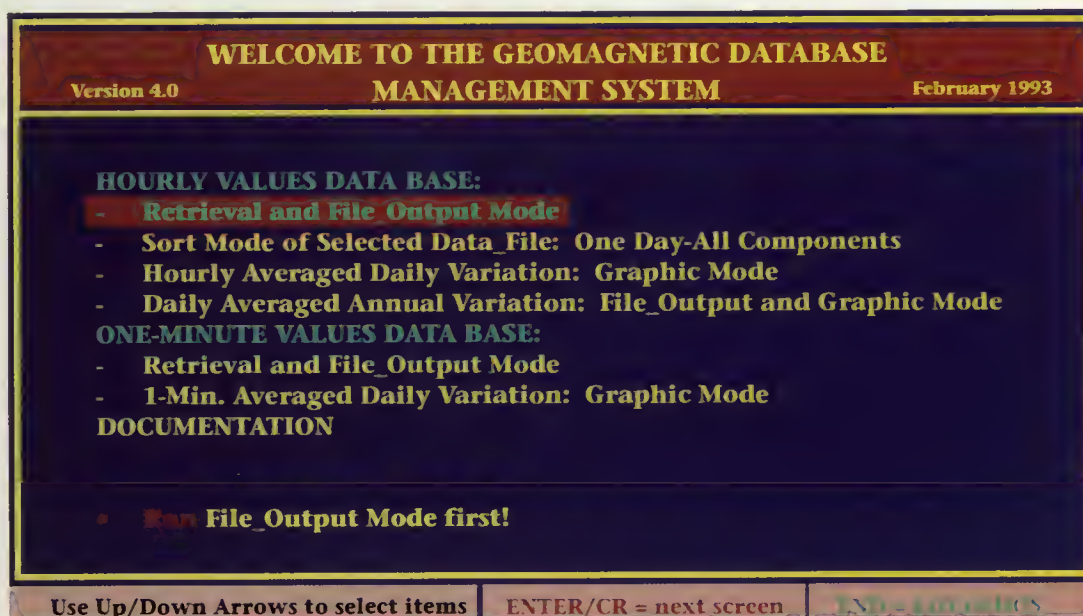 WELCOME TO THE GEOMAGNETIC DATABASE
Version 4.0 MANAGEMENT SYSTEM February 1993
HOURLY VALUES DATA BASE:
- Retrieval and File_Output Mode
- Sort Mode of Selected Data_File: One Day-All Components
- Hourly Averaged Daily Variation: Graphic Mode
- Daily Averaged Annual Variation: File_Output and Graphic Mode
ONE-MINUTE VALUES DATA BASE:
- Retrieval and File_Output Mode
- 1-Min. Averaged Daily Variation: Graphic Mode
DOCUMENTATION
* Run File_Output Mode first!
Use Up/Down Arrows to select items ENTER/CR = next screen END =